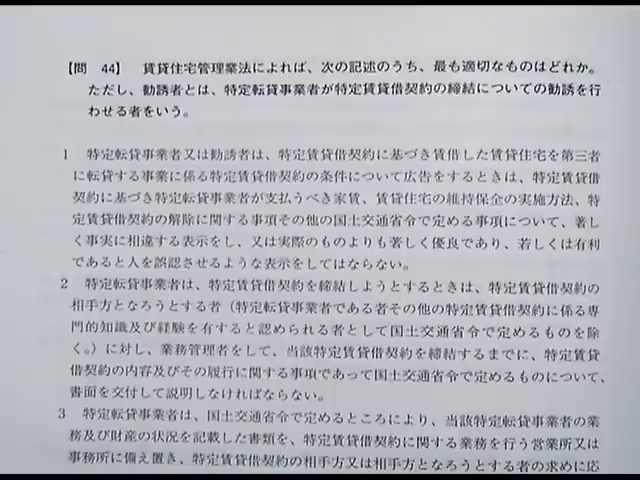 【問 44】 賃貸住宅管理業法によれば、次の記述のうち、最も適切なものはどれか。
ただし、勧誘者とは、特定転貸事業者が特定賃貸借契約の締結についての勧誘を行
わせる者をいう。
1 特定転貸事業者又は勧誘者は、特定賃貸借契約に基づき賃借した賃貸住宅を第三者
に転貸する事業に係る特定賃貸借契約の条件について広告をするときは、特定賃貸借
契約に基づき特定転貸事業者が支払うべき家賃、賃貸住宅の維持保全の実施方法、特
定賃貸借契約の解除に関する事項その他の国土交通省令で定める事項について、著し
く事実に相違する表示をし、又は実際のものよりも著しく優良であり、若しくは有利
であると人を誤認させるような表示をしてはならない。
2 特定転貸事業者は、特定賃貸借契約を締結しようとするときは、特定賃貸借契約の
相手方となろうとする者（特定転貸事業者である者その他の特定賃貸借契約に係る専
門的知識及び経験を有すると認められる者として国土交通省令で定めるものを除
く。）に対し、業務管理者をして、当該特定賃貸借契約を締結するまでに、特定賃貸
借契約の内容及びその履行に関する事項であって国土交通省令で定めるものについて、
書面を交付して説明しなければならない。
3 特定転貸事業者は、国土交通省令で定めるところにより、当該特定転貸事業者の業
務及び財産の状況を記載した書類を、特定賃貸借契約に関する業務を行う営業所又は
事務所に備え置き、特定賃貸借契約の相手方又は相手方となろうとする者の求めに応